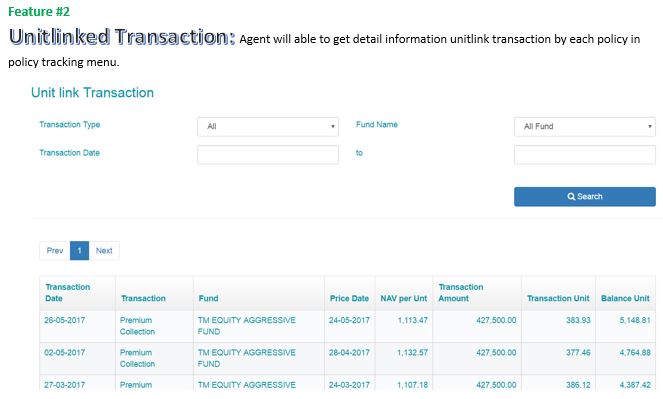 Feature #2
Unitlinked Transaction: Agent will able to get detail information unitlink transaction by each policy in
policy tracking menu.
Unit link Transaction
Transaction Type All Fund Name All Fund
Transaction Date to
Search
Prev 1 Next
Transaction
Date Transaction Fund Price Date NAV per Unt Transaction
Amount Transaction Unit Balance Unit
26-05-2017 Premium
Collection TM EQUITY AGGRESSIVE
FUND 24-05-2017 1,113.47 427,500.00 383.93 5,148.81
02-05-2017 Premium
Collection TM EQUITY AGGRESSIVE
FUND 28-04-2017 1,132.57 427,500.00 377.46 4,764.88
27-03-2017 Premium TM EQUITY AGGRESSIVE 24-03-2017 1,107.18 427,500.00 386.12 4,387.42